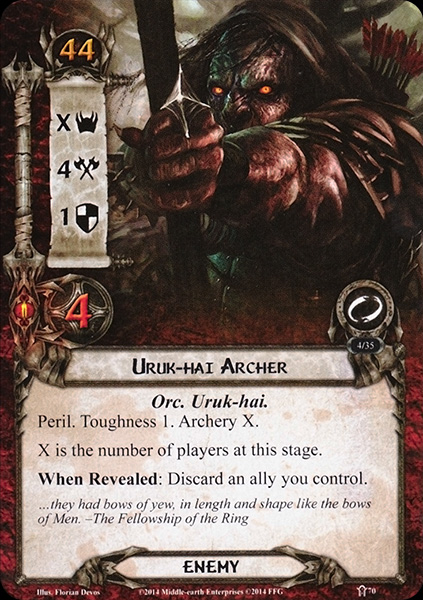 44
X
4
1
4
4/35
Uruk-hai Archer
Orc. Uruk-hai.
Peril. Toughness 1. Archery X.
X is the number of players at this stage.
When Revealed: Discard an ally you control.
…they had bows of yew, in length and shape like the bows
of Men. –The Fellowship of the Ring
ENEMY
Illus. Florian Devos ©2014 Middle-earth Enterprises ©2014 FFG 70